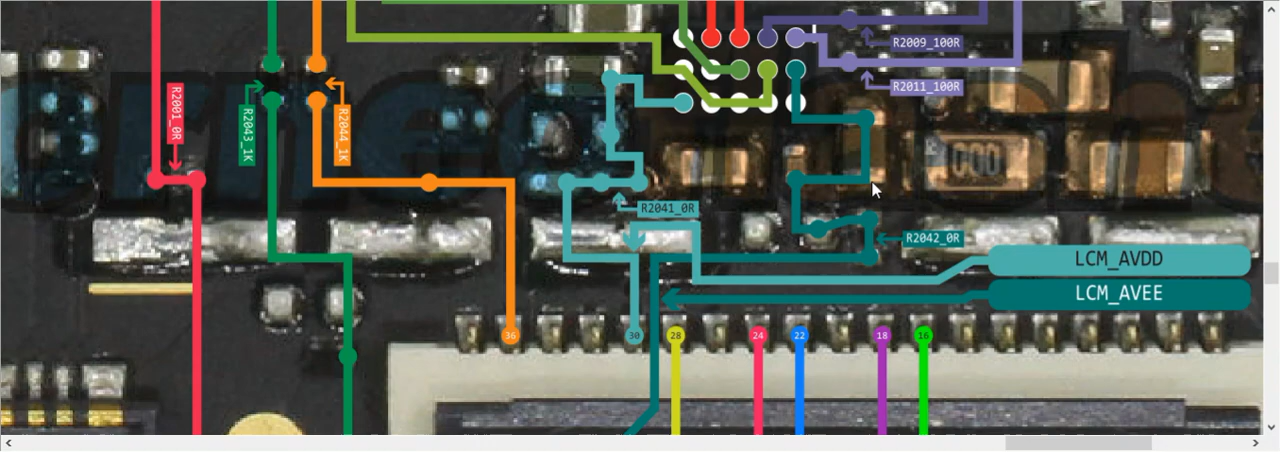 R2009_100R
R2011_100R
R2001_0R
R2043_1K
R2044_1K
R2041_0R
R2042_0R
LCM_AVDD
LCM_AVEE
36
30
28
24
22
18
16